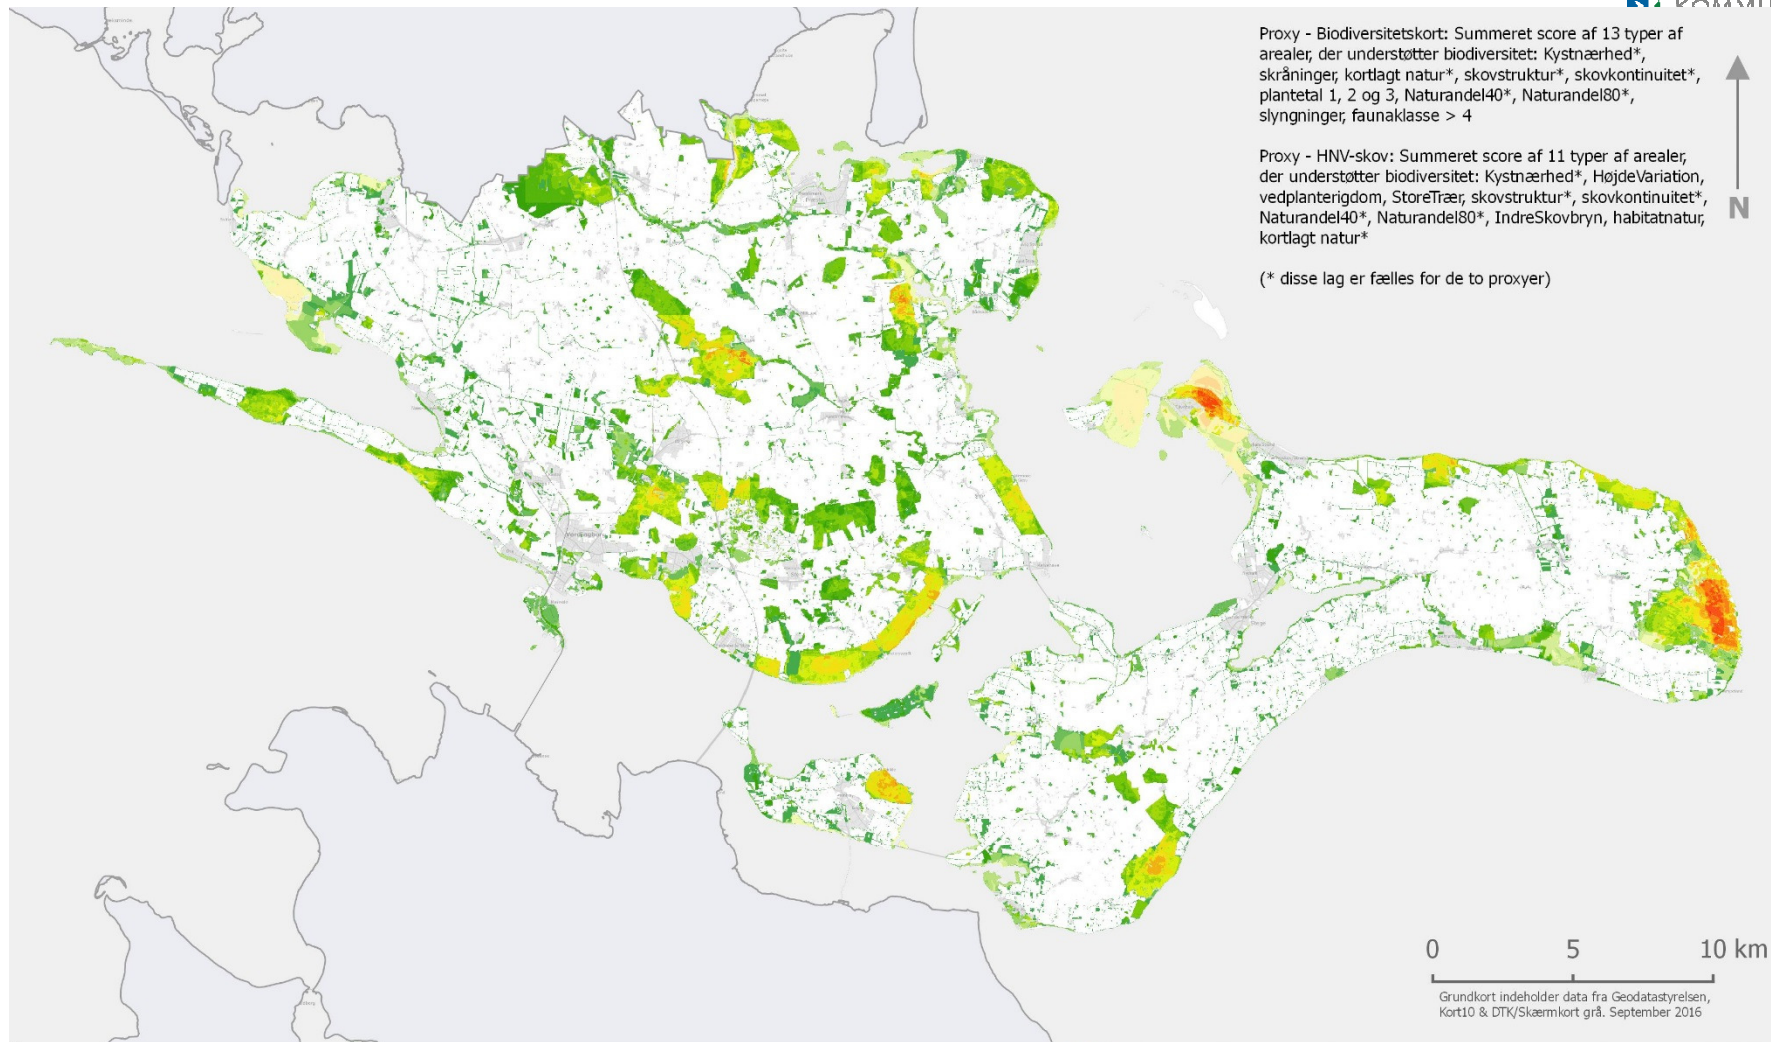 Proxy - Biodiversitetskort: Summeret score af 13 typer af
arealer, der understøtter biodiversitet: Kystnærhed*,
skråninger, kortlagt natur*, skovstruktur*, skovkontinuitet*,
plantetal 1, 2 og 3, Naturandel40*, Naturandel80*,
slyngninger, faunaklasse > 4
Proxy - HNV-skov: Summeret score af 11 typer af arealer,
der understøtter biodiversitet: Kystnærhed*, HøjdeVariation,
vedplanterigdom, StoreTræer, skovstruktur*, skovkontinuitet*,
Naturandel40*, Naturandel80*, IndreSkovbryn, habitatnatur,
kortlagt natur*
(* disse lag er fælles for de to proxyer)
N
0 5 10 km
Grundkort indeholder data fra Geodatastyrelsen,
Kort10 & DTK/Skærmkort grå. September 2016